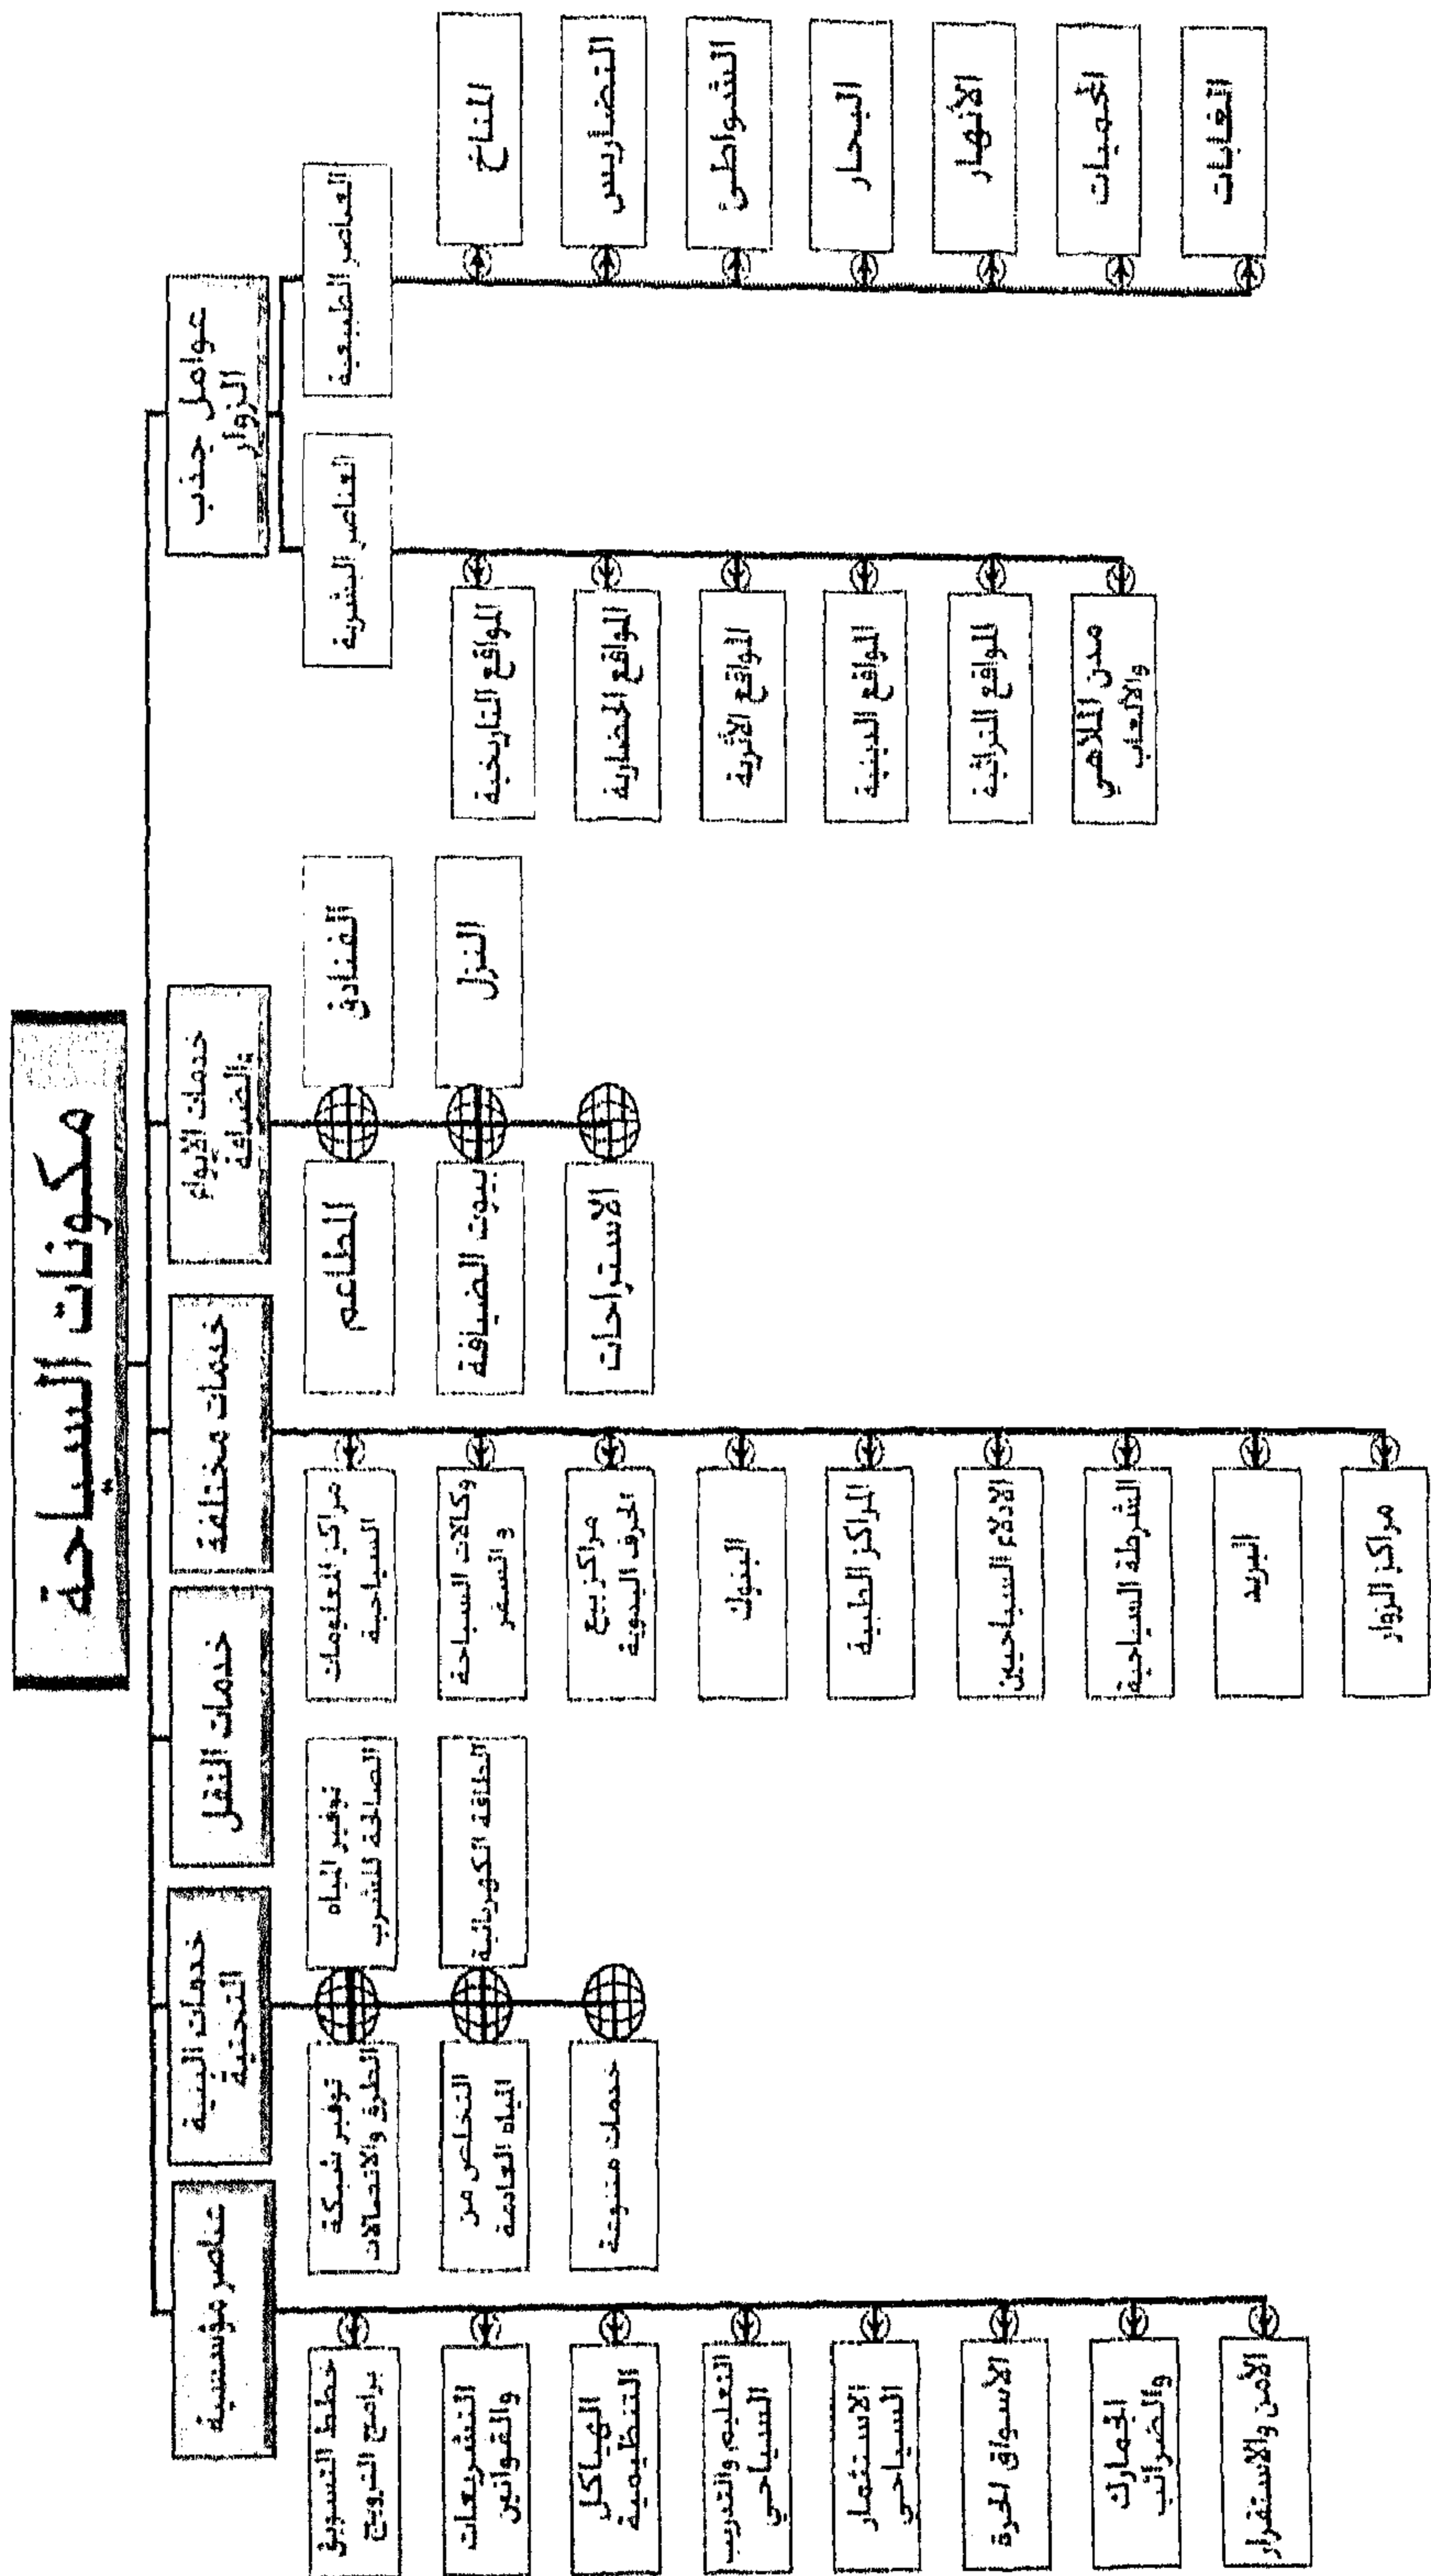 مكونات السياحة
عوامل جذب
الزوار
العناصر الطبيعية
المناخ
التضاريس
الشواطئ
البحار
الأنهار
المحميات
الغابات
العناصر البشرية
المواقع التاريخية
المواقع الحضارية
المواقع الأثرية
المواقع الدينية
المواقع التراثية
مدن الملاهي
والألعاب
خدمات الايواء
والضيافة
الفنادق
المطاعم
النزل
بيوت الضيافة
الاستراحات
خدمات مختلفة
مراكز المعلومات
السياحية
وكالات السياحة
و السفر
مراكز بيع
الحرف اليدوية
البنوك
المراكز الطبية
الادلاء السياحيين
الشرطة السياحية
البريد
مراكز الزوار
خدمات النقل
خدمات البنية
التحتية
توفير المياه
الصالحة للشرب
توفير شبكة
الطرق والاتصالات
الطاقة الكهربائية
التخلص من
المياه العادمة
خدمات متنوعة
عناصر مؤسسية
خطط التسويق
برامج الترويج
التشريعات
والقوانين
الهياكل
التنظيمية
التعليم والتدريب
السياحي
الاستثمار
السياحي
الأسواق الحرة
الجمارك
والضرائب
الأمن والاستقرار